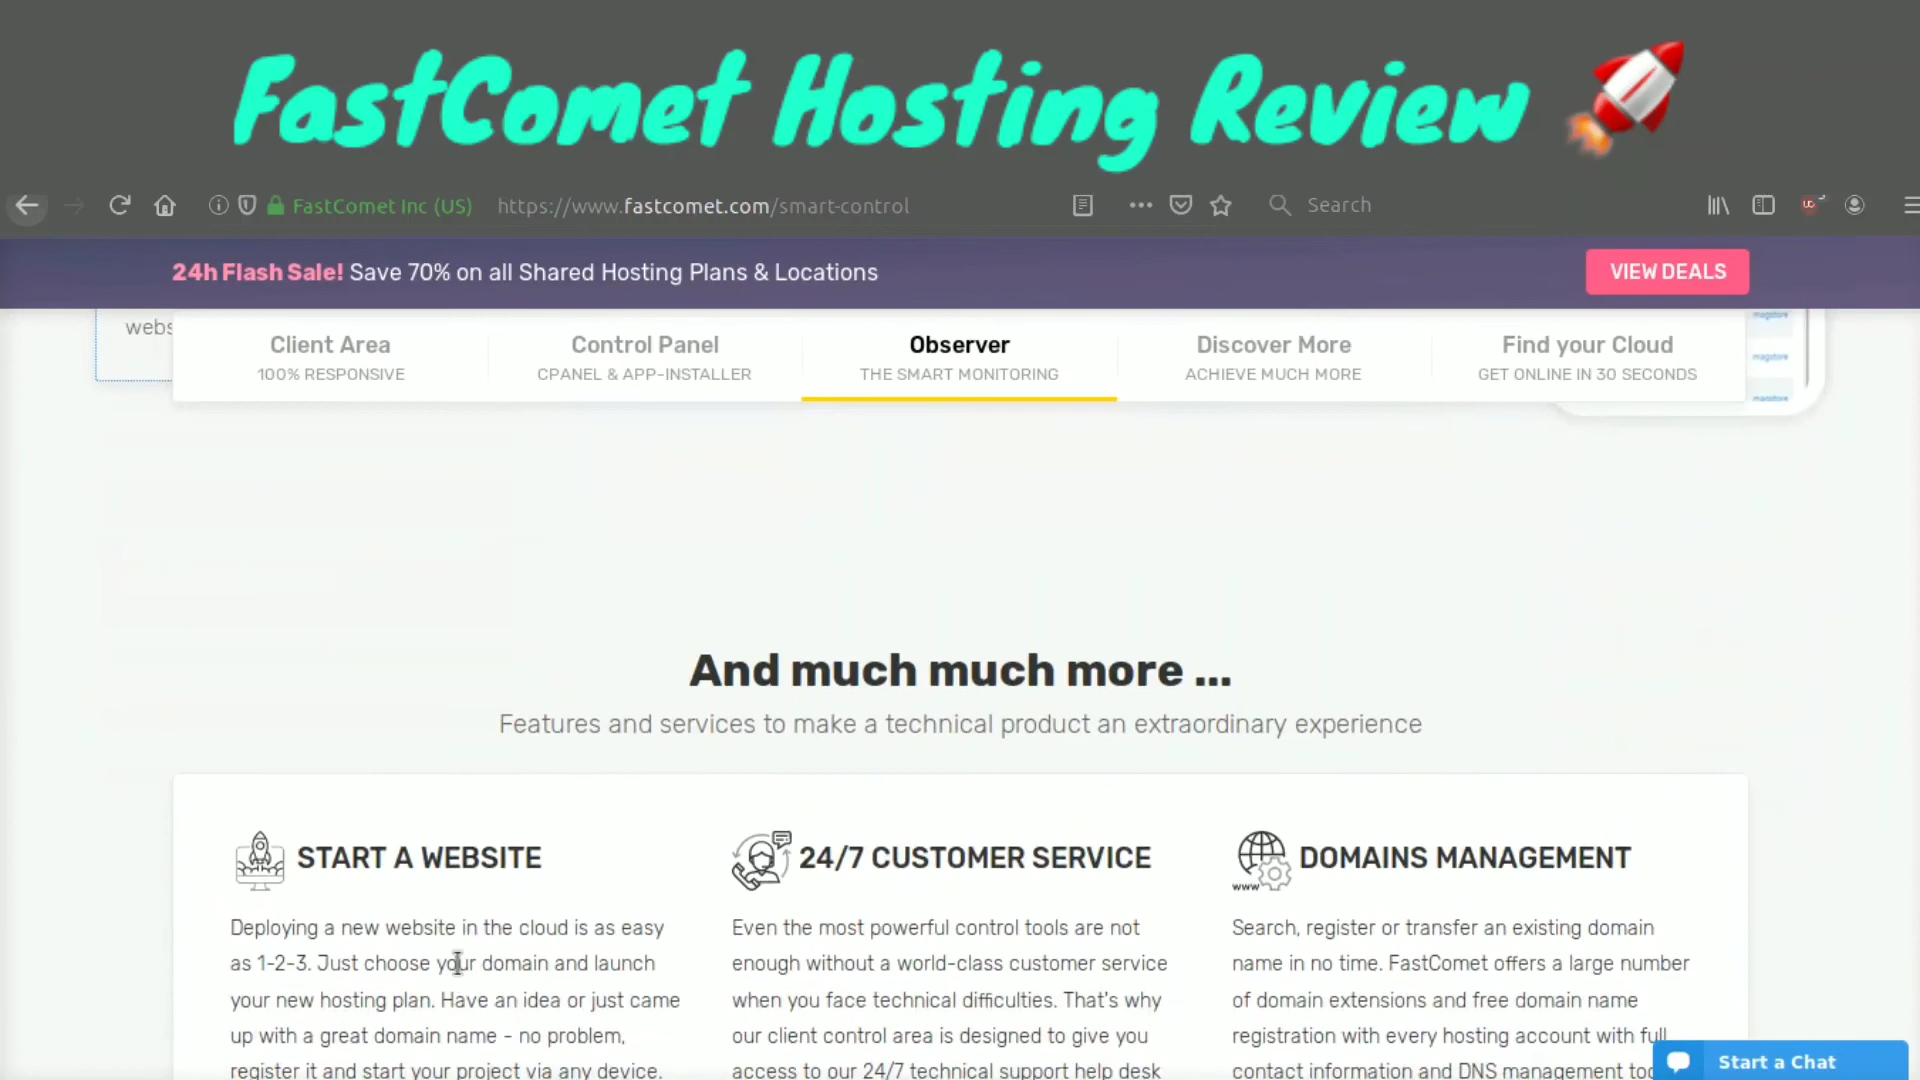 FastComet Hosting Review
FastComet Inc (US) https://www.fastcomet.com/smart-control Search
24h Flash Sale! Save 70% on all Shared Hosting Plans & Locations VIEW DEALS
webs
Client Area Control Panel Observer Discover More Find your Cloud
100% RESPONSIVE CPANEL & APP-INSTALLER THE SMART MONITORING ACHIEVE MUCH MORE GET ONLINE IN 30 SECONDS
magstore
magstore
magstore
And much much more ...
Features and services to make a technical product an extraordinary experience
START A WEBSITE
Deploying a new website in the cloud is as easy
as 1-2-3. Just choose your domain and launch
your new hosting plan. Have an idea or just came
up with a great domain name - no problem,
register it and start your project via any device.
24/7 CUSTOMER SERVICE
Even the most powerful control tools are not
enough without a world-class customer service
when you face technical difficulties. That's why
our client control area is designed to give you
access to our 24/7 technical support help desk
www DOMAINS MANAGEMENT
Search, register or transfer an existing domain
name in no time. FastComet offers a large number
of domain extensions and free domain name
registration with every hosting account with full
contact information and DNS management too
Start a Chat